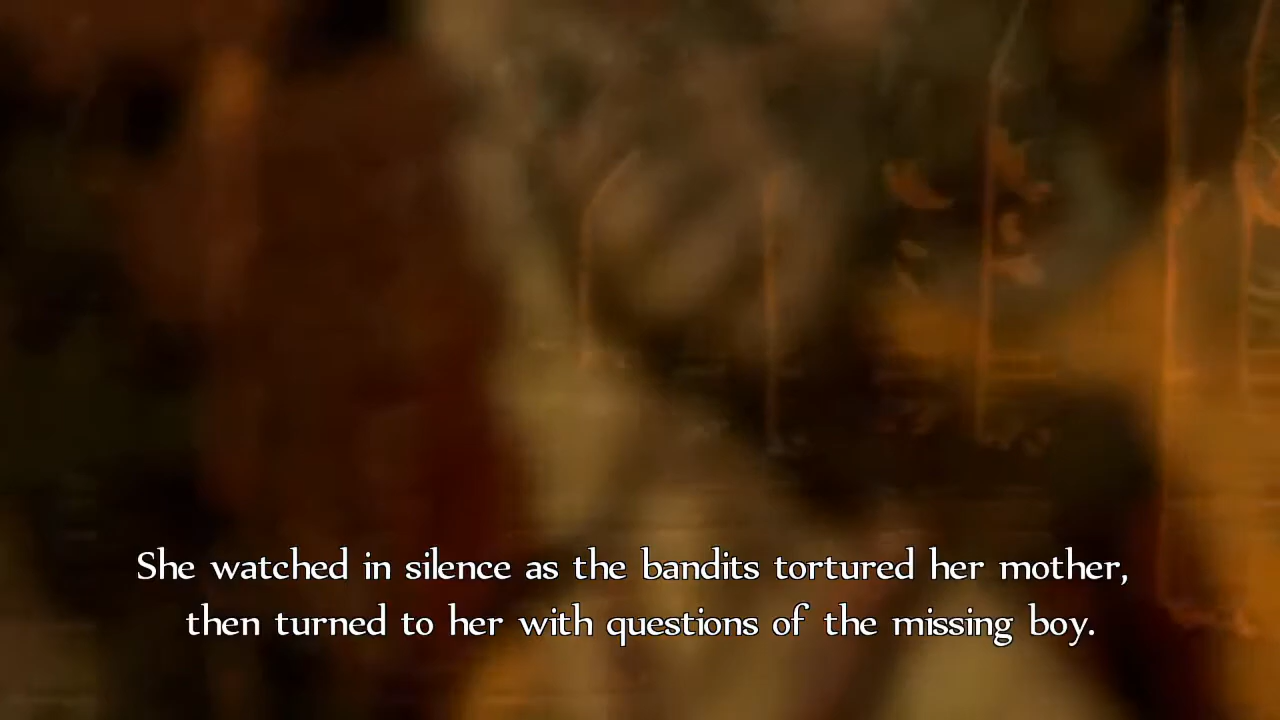 She watched in silence as the bandits tortured her mother,
then turned to her with questions of the missing boy.